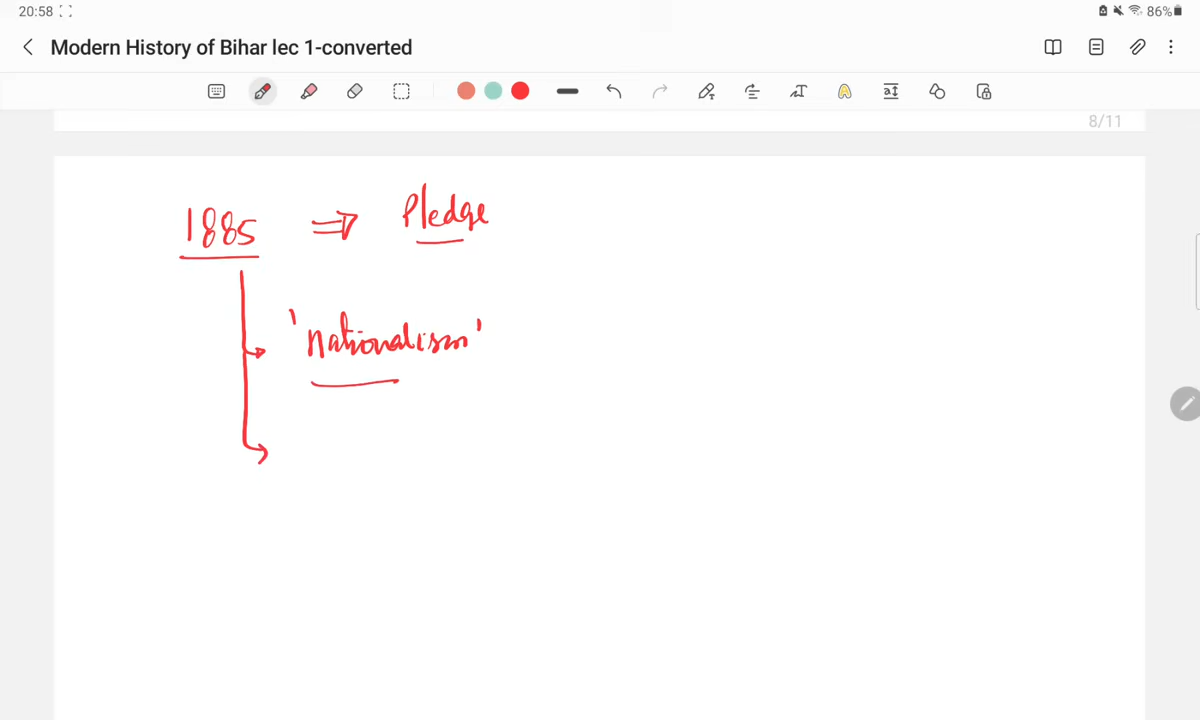 20:58 86%
Modern History of Bihar lec 1-converted
8/11
1885 ⇒ Pledge
'nationalism'